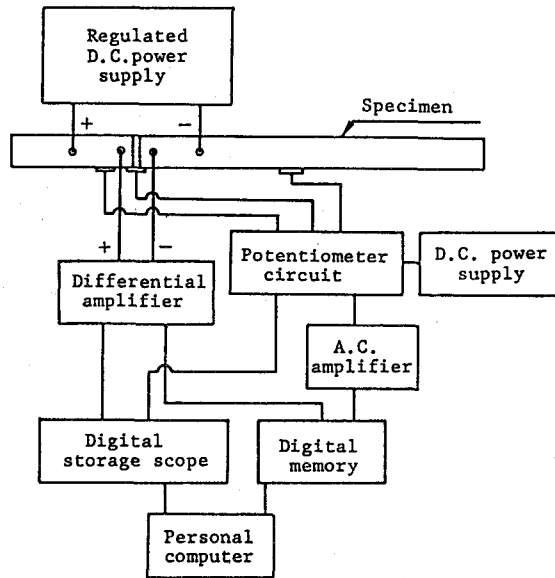 Regulated
D.C.power
supply
+
−
Specimen
+
−
Differential
amplifier
Potentiometer
circuit
D.C. power
supply
A.C.
amplifier
Digital
storage scope
Digital
memory
Personal
computer